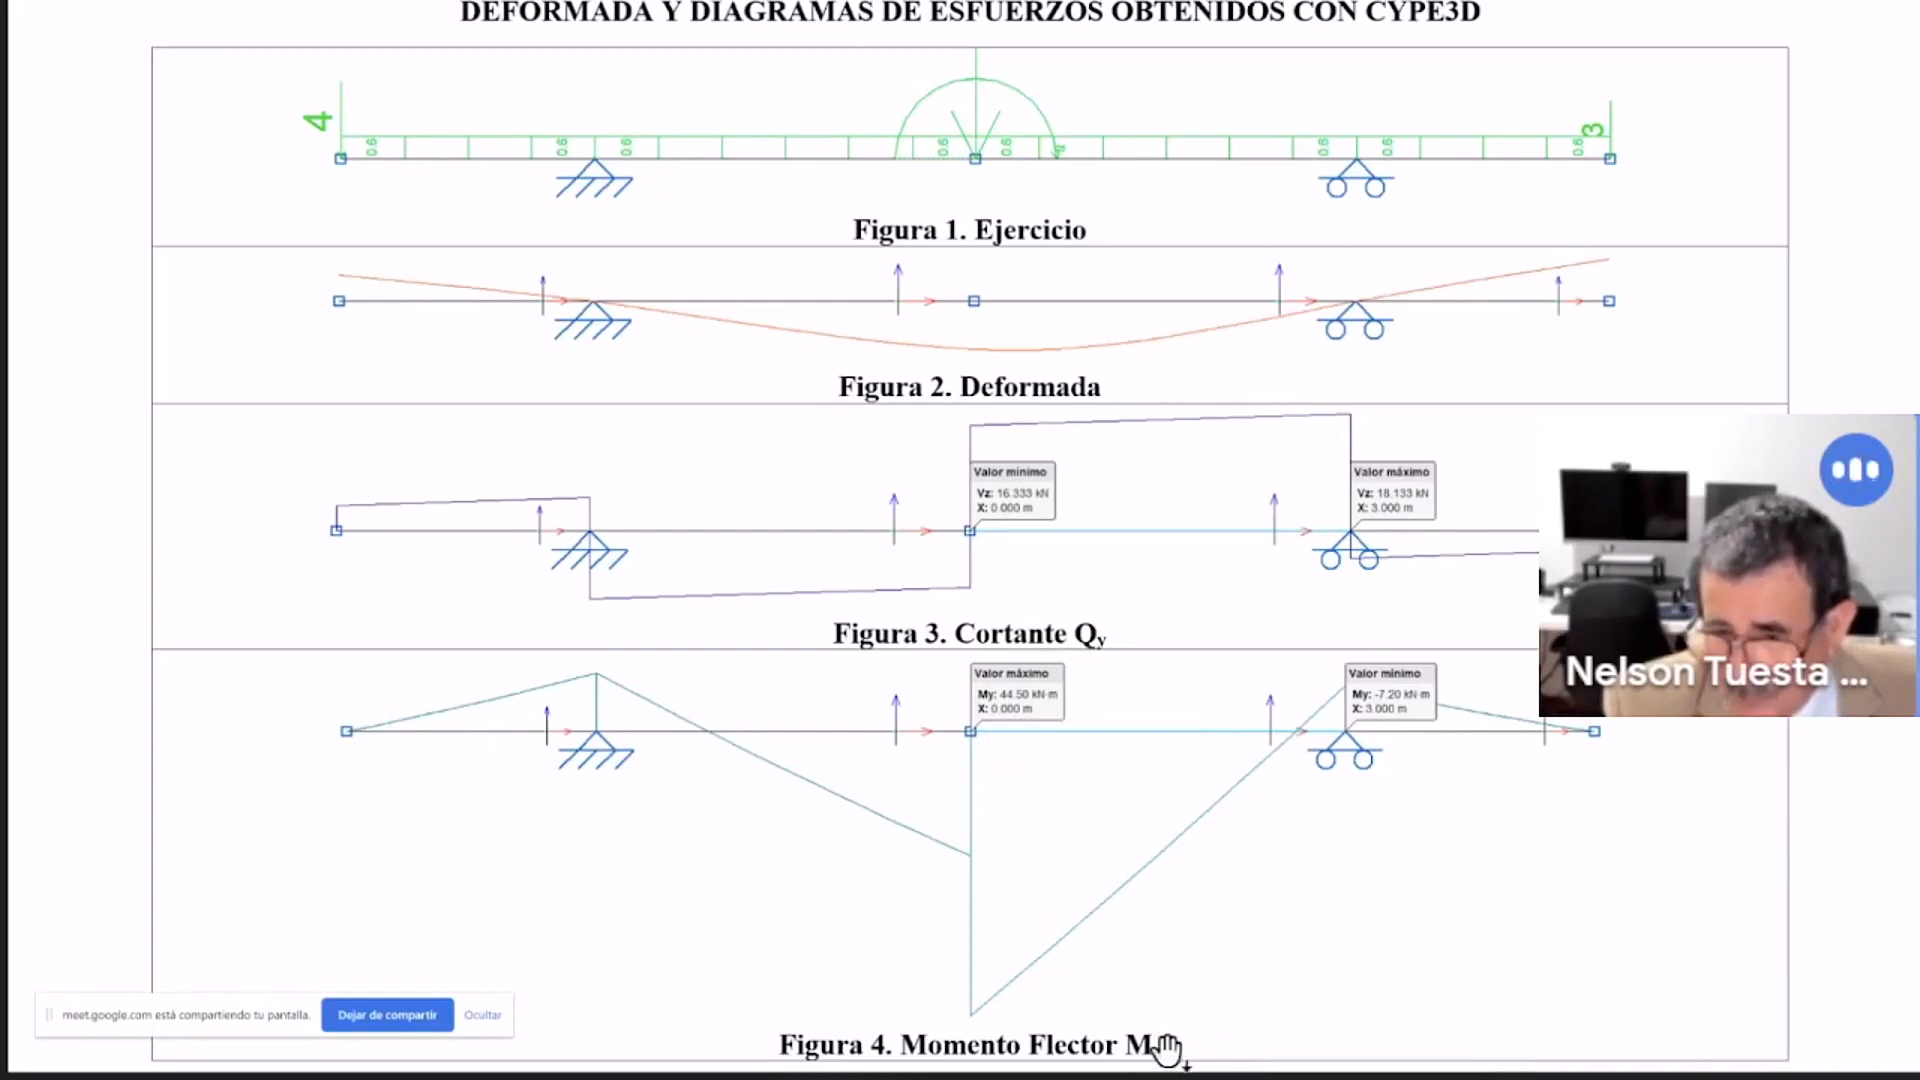 DEFORMADA Y DIAGRAMAS DE ESFUERZOS OBTENIDOS CON CYPE3D
4
0.6
0.6
0.6
0.6
0.6
0.6
0.6
0.6
3
Figura 1. Ejercicio
Figura 2. Deformada
Valor mínimo
Vz: 16.333 kN
X: 0.000 m
Valor máximo
Vz: 18.133 kN
X: 3.000 m
Figura 3. Cortante Qy
Nelson Tuesta ...
Valor máximo
My: 44.50 kN·m
X: 0.000 m
Valor mínimo
My: -7.20 kN·m
X: 3.000 m
meet.google.com está compartiendo tu pantalla.
Dejar de compartir
Ocultar
Figura 4. Momento Flector M